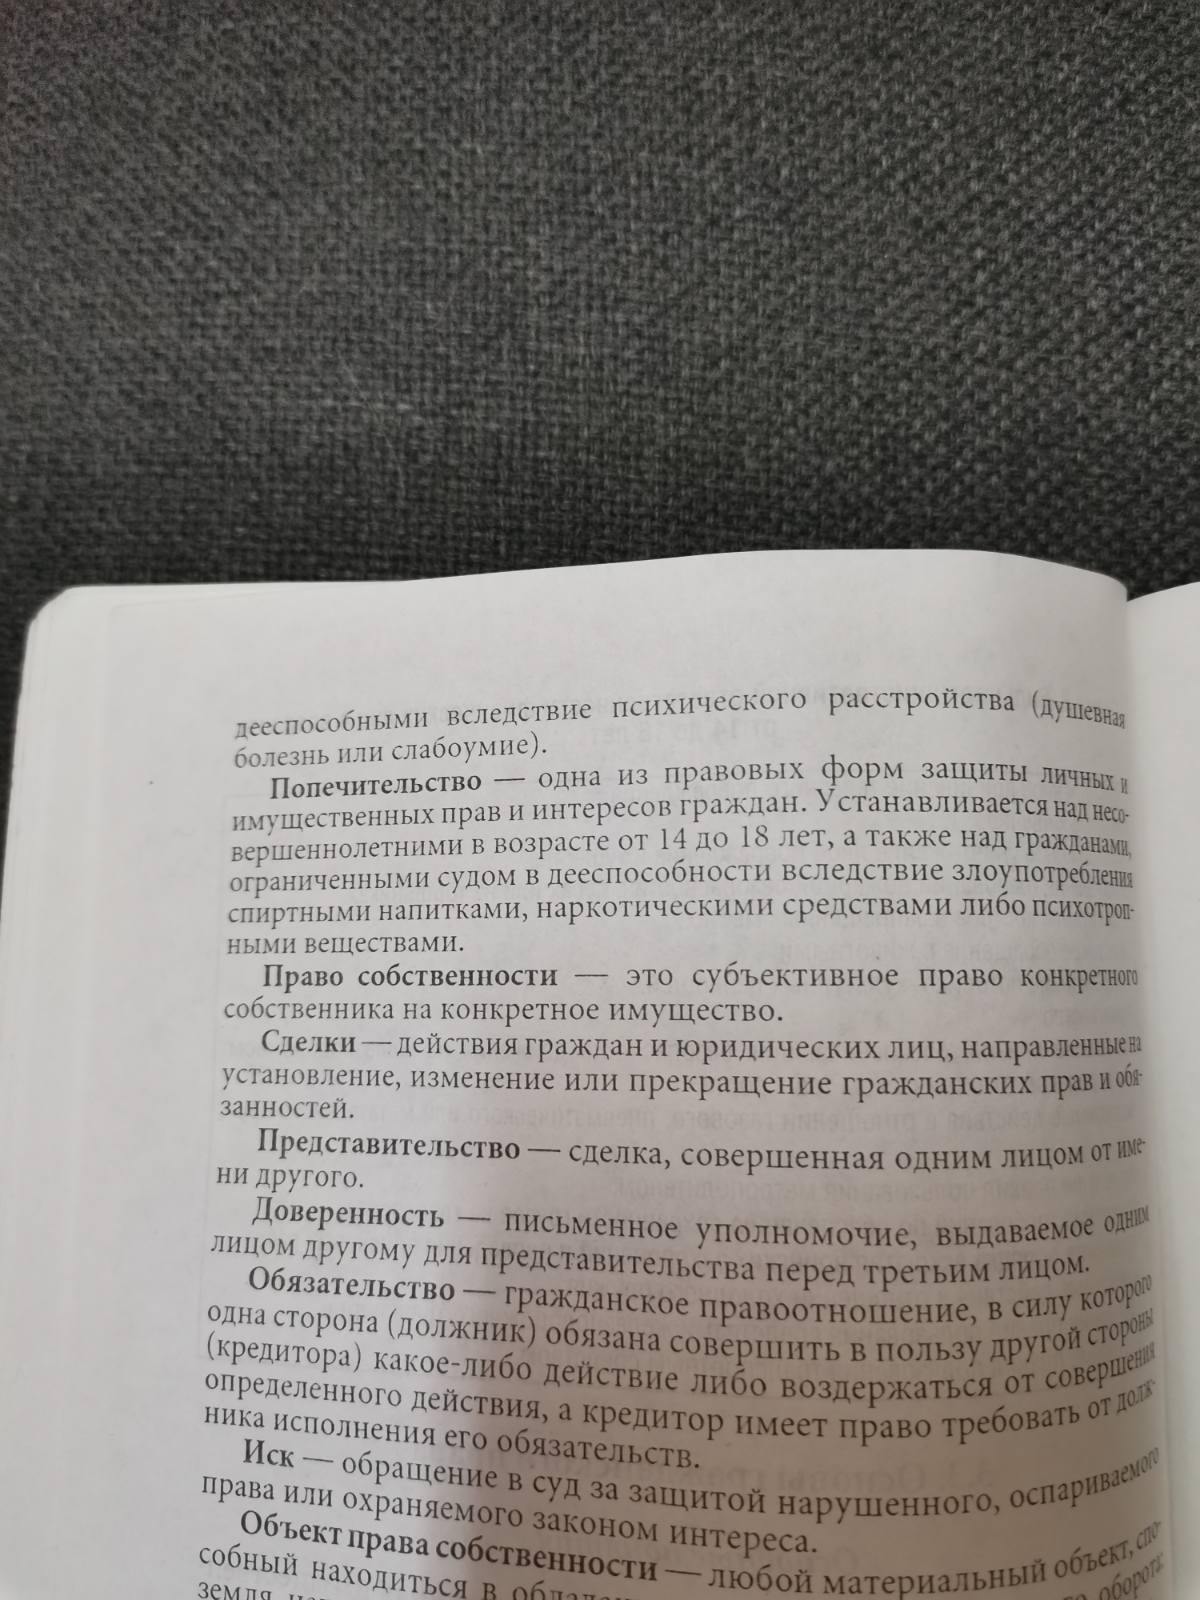 дееспособными вследствие психического расстройства (душевная
болезнь или слабоумие).
Попечительство — одна из правовых форм защиты личных и
имущественных прав и интересов граждан. Устанавливается над несо-
вершеннолетними в возрасте от 14 до 18 лет, а также над гражданами,
ограниченными судом в дееспособности вследствие злоупотребления
спиртными напитками, наркотическими средствами либо психотроп-
ными веществами.
Право собственности — это субъективное право конкретного
собственника на конкретное имущество.
Сделки — действия граждан и юридических лиц, направленные на
установление, изменение или прекращение гражданских прав и обя-
занностей.
Представительство — сделка, совершенная одним лицом от име-
ни другого.
Доверенность — письменное уполномочие, выдаваемое одним
лицом другому для представительства перед третьим лицом.
Обязательство — гражданское правоотношение, в силу которого
одна сторона (должник) обязана совершить в пользу другой стороны
(кредитора) какое-либо действие либо воздержаться от совершения
определенного действия, а кредитор имеет право требовать от долж-
ника исполнения его обязательств.
Иск — обращение в суд за защитой нарушенного, оспариваемого
права или охраняемого законом интереса.
Объект права собственности — любой материальный объект, спо-
собный находиться в оборота:
земля